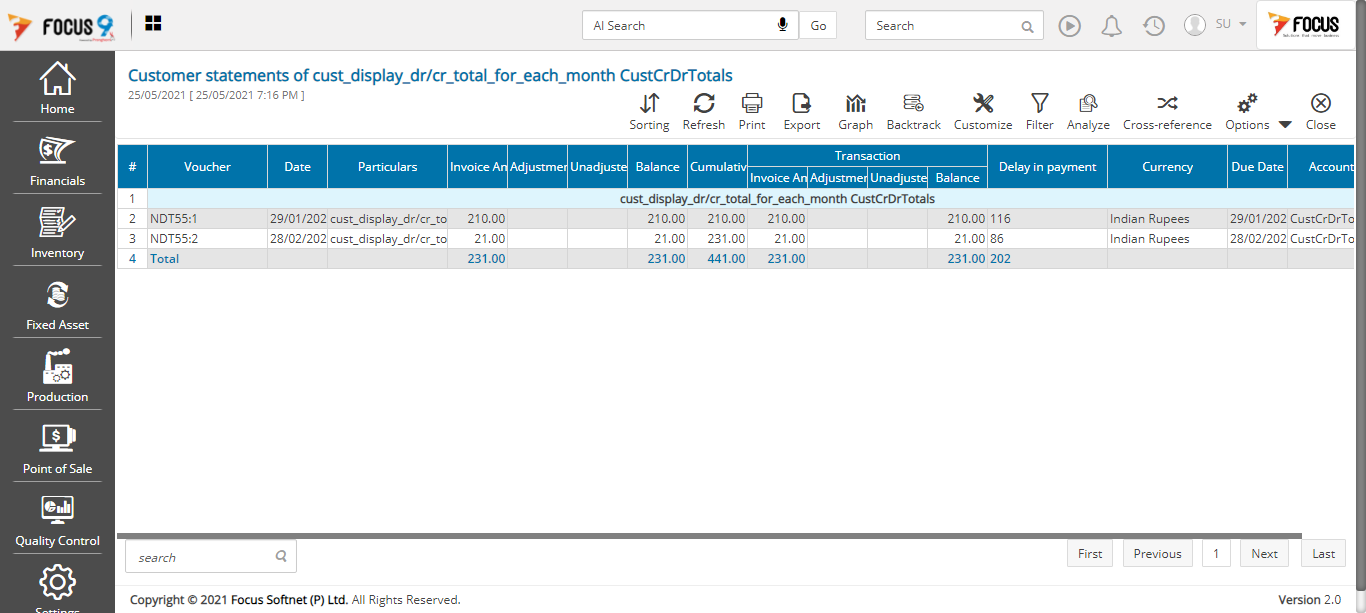 FOCUS 9
AI Search
Go
Search
SU
FOCUS
Customer statements of cust_display_dr/cr_total_for_each_month CustCrDrTotals
25/05/2021 [ 25/05/2021 7:16 PM ]
Sorting Refresh Print Export Graph Backtrack Customize Filter Analyze Cross-reference Options Close
Home
Financials
Inventory
Fixed Asset
Production
Point of Sale
Quality Control
Settings
# Voucher Date Particulars Invoice An Adjustmer Unadjuste Balance Cumulativ Transaction Delay in payment Currency Due Date Account
Invoice An Adjustmer Unadjuste Balance
1 cust_display_dr/cr_total_for_each_month CustCrDrTotals
2 NDT55:1 29/01/202 cust_display_dr/cr_to 210.00 210.00 210.00 210.00 210.00 116 Indian Rupees 29/01/202 CustCrDrTo
3 NDT55:2 28/02/202 cust_display_dr/cr_to 21.00 21.00 231.00 21.00 21.00 86 Indian Rupees 28/02/202 CustCrDrTo
4 Total 231.00 231.00 441.00 231.00 231.00 202
search
First Previous 1 Next Last
Copyright © 2021 Focus Softnet (P) Ltd. All Rights Reserved.
Version 2.0